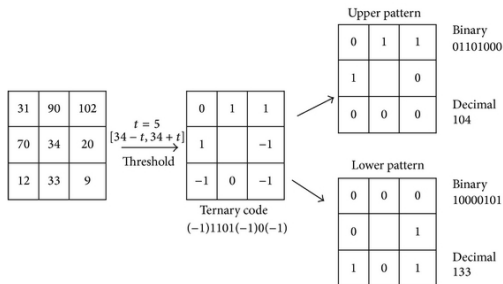 Upper pattern
0 1 1
1 0
0 0 0
Binary
01101000
Decimal
104
31 90 102
70 34 20
12 33 9
t = 5
[34 − t, 34 + t]
Threshold
0 1 1
1 −1
−1 0 −1
Ternary code
(−1)1101(−1)0(−1)
Lower pattern
0 0 0
0 1
1 0 1
Binary
10000101
Decimal
133